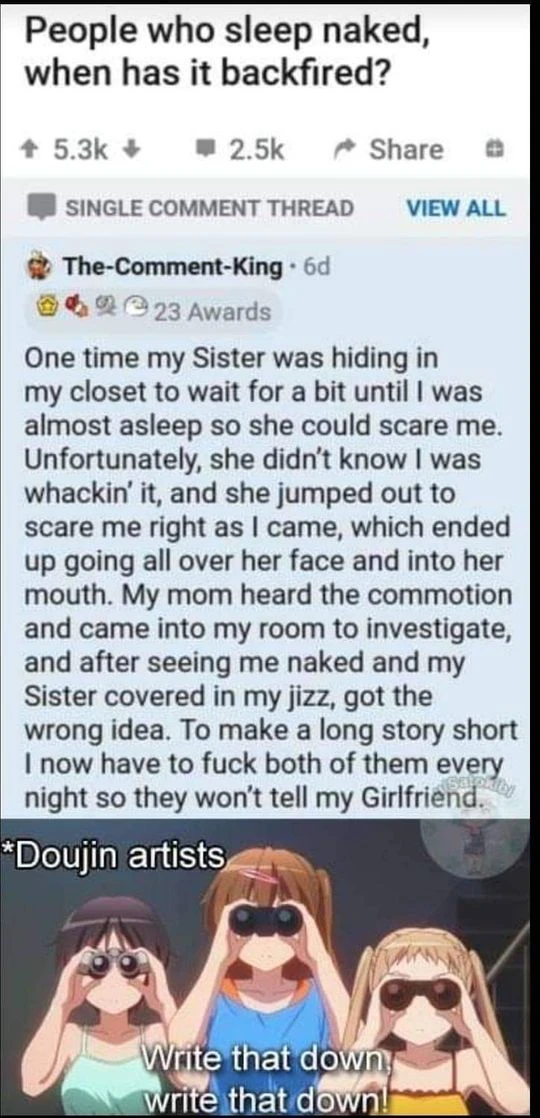 People who sleep naked,
when has it backfired?
5.3k 2.5k Share
SINGLE COMMENT THREAD VIEW ALL
The-Comment-King · 6d
23 Awards
One time my Sister was hiding in
my closet to wait for a bit until I was
almost asleep so she could scare me.
Unfortunately, she didn't know I was
whackin' it, and she jumped out to
scare me right as I came, which ended
up going all over her face and into her
mouth. My mom heard the commotion
and came into my room to investigate,
and after seeing me naked and my
Sister covered in my jizz, got the
wrong idea. To make a long story short
I now have to fuck both of them every
night so they won't tell my Girlfriend.
*Doujin artists
Write that down,
write that down!